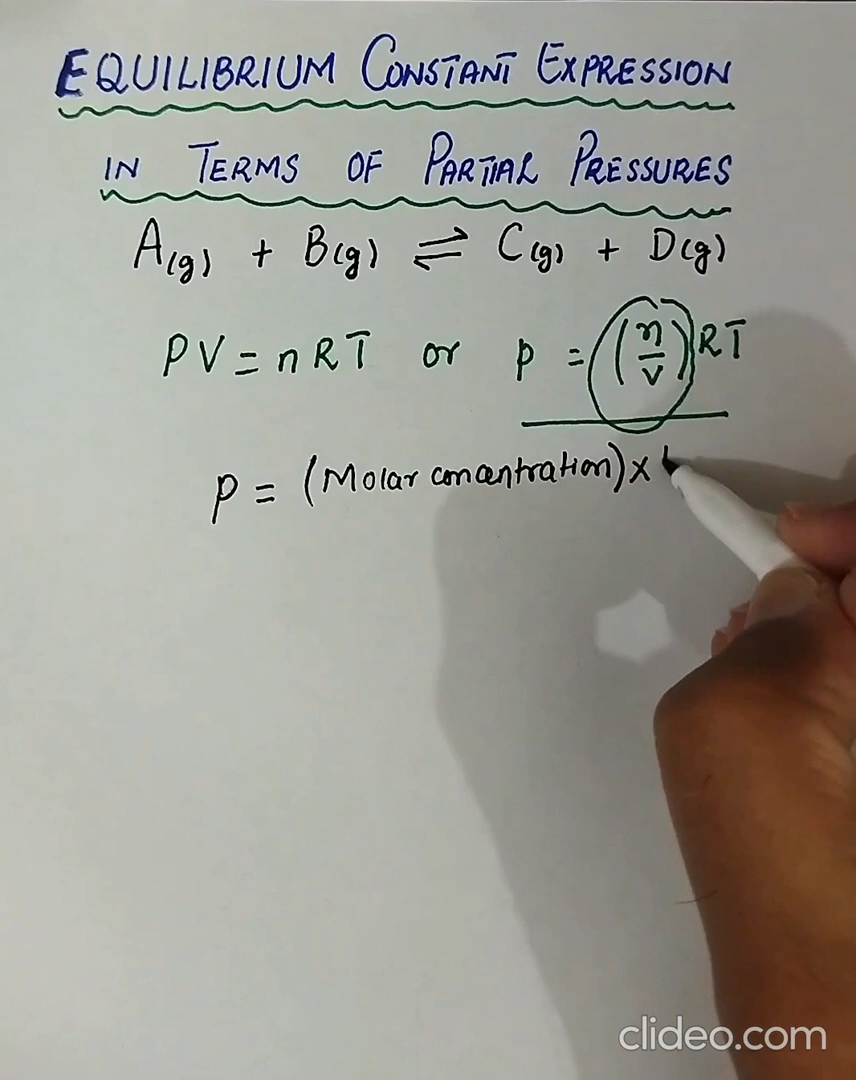 EQUILIBRIUM CONSTANT EXPRESSION
IN TERMS OF PARTIAL PRESSURES
A(g) + B(g) ⇌ C(g) + D(g)
PV = nRT or p = (n/v) RT
p = (Molar concentration) ×
clideo.com